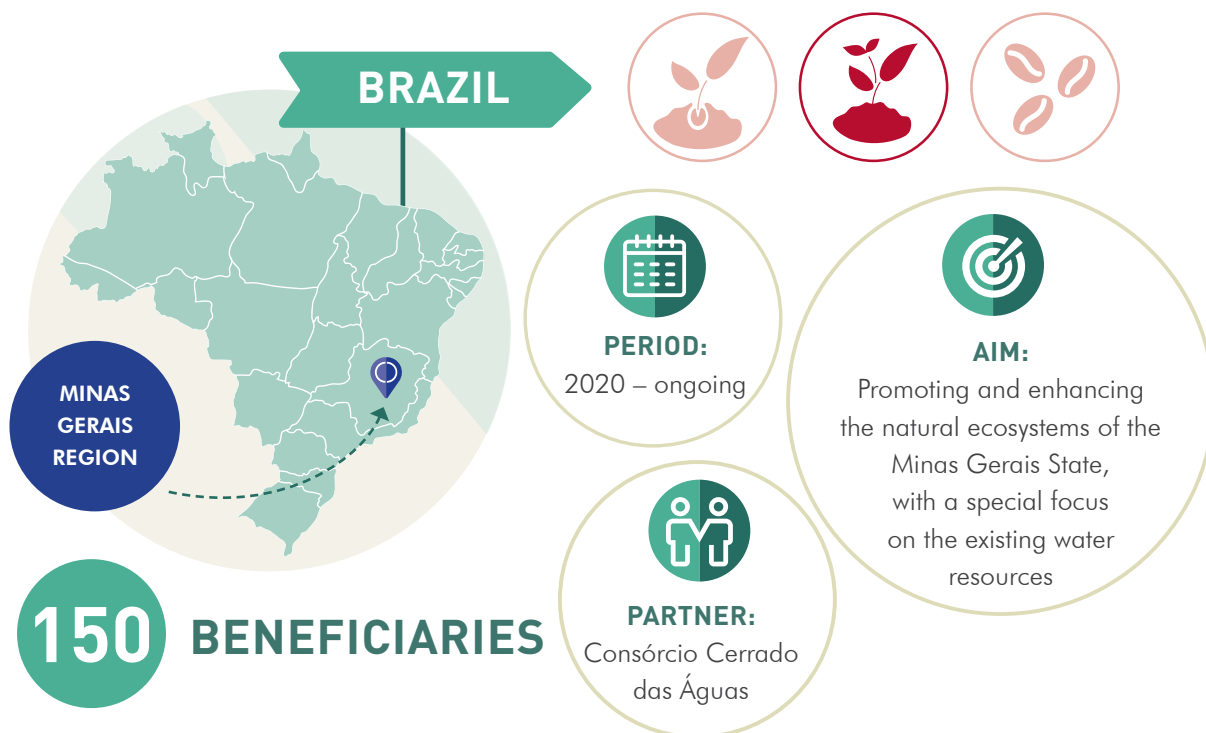 BRAZIL
MINAS
GERAIS
REGION
150 BENEFICIARIES
PERIOD:
2020 – ongoing
PARTNER:
Consórcio Cerrado
das Águas
AIM:
Promoting and enhancing
the natural ecosystems of the
Minas Gerais State,
with a special focus
on the existing water
resources